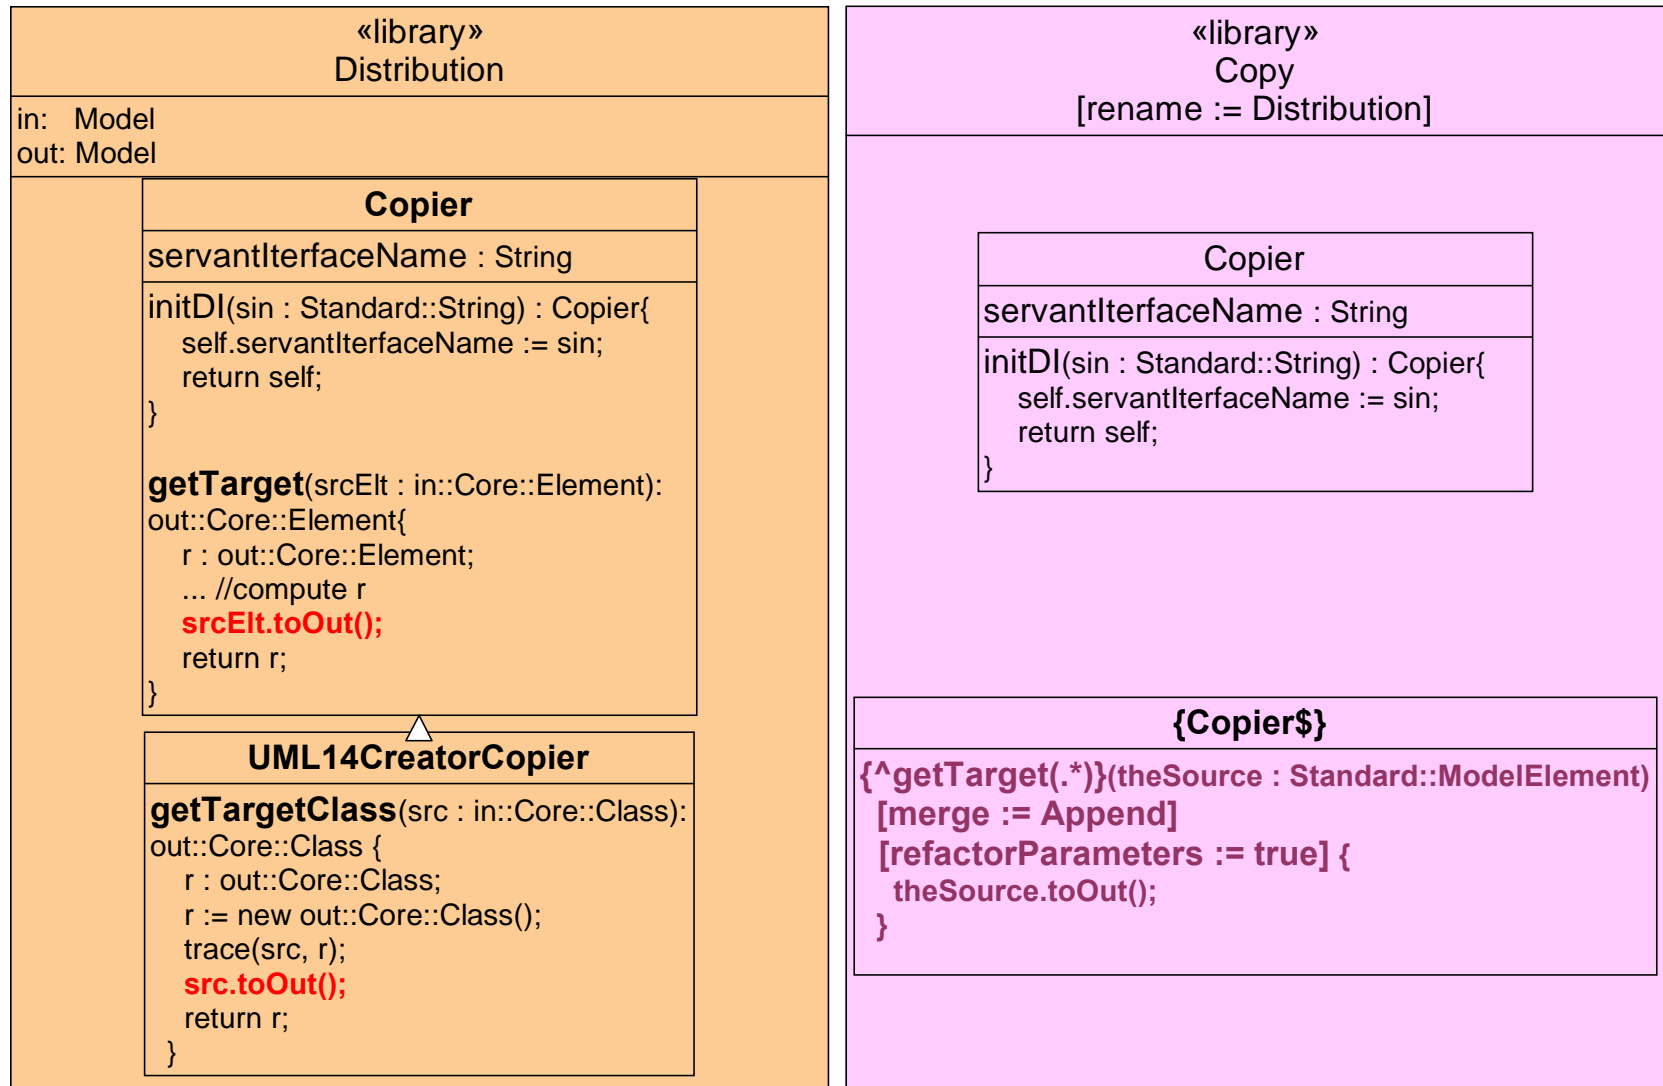 «library»
Distribution
in: Model
out: Model
Copier
servantIterfaceName : String
initDI(sin : Standard::String) : Copier{
self.servantIterfaceName := sin;
return self;
}
getTarget(srcElt : in::Core::Element):
out::Core::Element{
r : out::Core::Element;
... //compute r
srcElt.toOut();
return r;
}
UML14CreatorCopier
getTargetClass(src : in::Core::Class):
out::Core::Class {
r : out::Core::Class;
r := new out::Core::Class();
trace(src, r);
src.toOut();
return r;
}
«library»
Copy
[rename := Distribution]
Copier
servantIterfaceName : String
initDI(sin : Standard::String) : Copier{
self.servantIterfaceName := sin;
return self;
}
{Copier$}
{^getTarget(.*)}(theSource : Standard::ModelElement)
[merge := Append]
[refactorParameters := true] {
theSource.toOut();
}